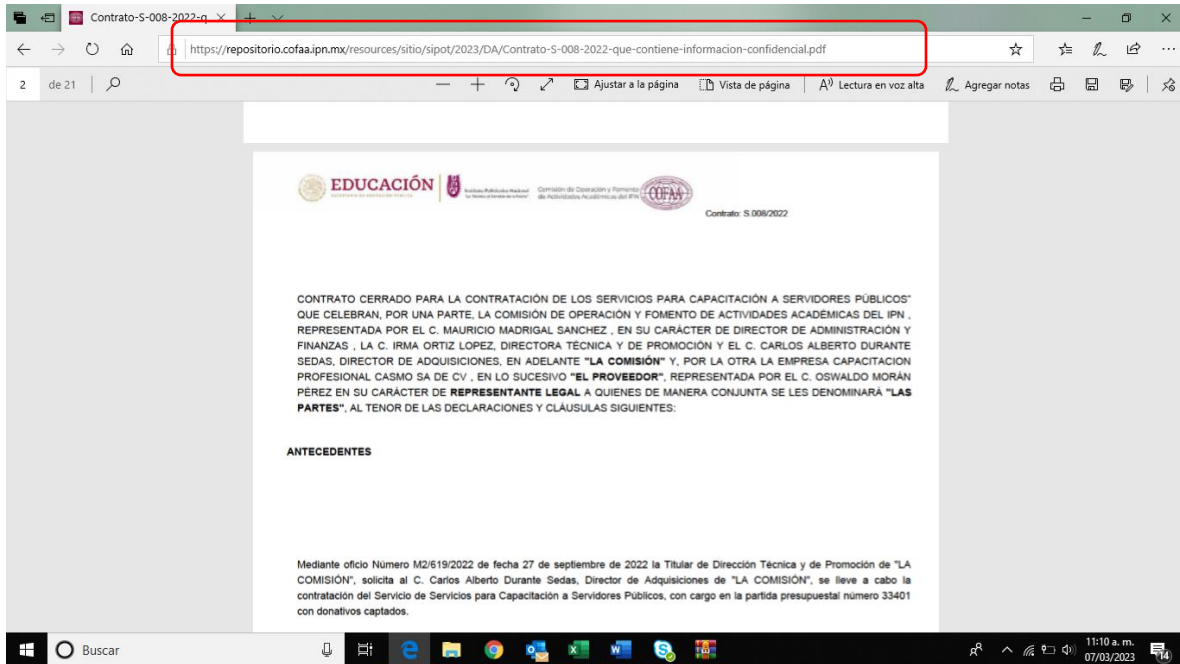 Contrato-S-008-2022-q
https://repositorio.cofaa.ipn.mx/resources/sitio/sipot/2023/DA/Contrato-S-008-2022-que-contiene-informacion-confidencial.pdf
2 de 21 Ajustar a la página Vista de página Lectura en voz alta Agregar notas
EDUCACIÓN Instituto Politécnico Nacional Comisión de Operación y Fomento
de Actividades Académicas del IPN COFAA
Contrato: S.008/2022
CONTRATO CERRADO PARA LA CONTRATACIÓN DE LOS SERVICIOS PARA CAPACITACIÓN A SERVIDORES PÚBLICOS"
QUE CELEBRAN, POR UNA PARTE, LA COMISIÓN DE OPERACIÓN Y FOMENTO DE ACTIVIDADES ACADÉMICAS DEL IPN ,
REPRESENTADA POR EL C. MAURICIO MADRIGAL SANCHEZ , EN SU CARÁCTER DE DIRECTOR DE ADMINISTRACIÓN Y
FINANZAS , LA C. IRMA ORTIZ LOPEZ, DIRECTORA TÉCNICA Y DE PROMOCIÓN Y EL C. CARLOS ALBERTO DURANTE
SEDAS, DIRECTOR DE ADQUISICIONES, EN ADELANTE "LA COMISIÓN" Y, POR LA OTRA LA EMPRESA CAPACITACION
PROFESIONAL CASMO SA DE CV , EN LO SUCESIVO "EL PROVEEDOR", REPRESENTADA POR EL C. OSWALDO MORÁN
PÉREZ EN SU CARÁCTER DE REPRESENTANTE LEGAL A QUIENES DE MANERA CONJUNTA SE LES DENOMINARÁ "LAS
PARTES", AL TENOR DE LAS DECLARACIONES Y CLÁUSULAS SIGUIENTES:
ANTECEDENTES
Mediante oficio Número M2/619/2022 de fecha 27 de septiembre de 2022 la Titular de Dirección Técnica y de Promoción de "LA
COMISIÓN", solicita al C. Carlos Alberto Durante Sedas, Director de Adquisiciones de "LA COMISIÓN", se lleve a cabo la
contratación del Servicio de Servicios para Capacitación a Servidores Públicos, con cargo en la partida presupuestal número 33401
con donativos captados.
Buscar
11:10 a. m.
07/03/2023
14